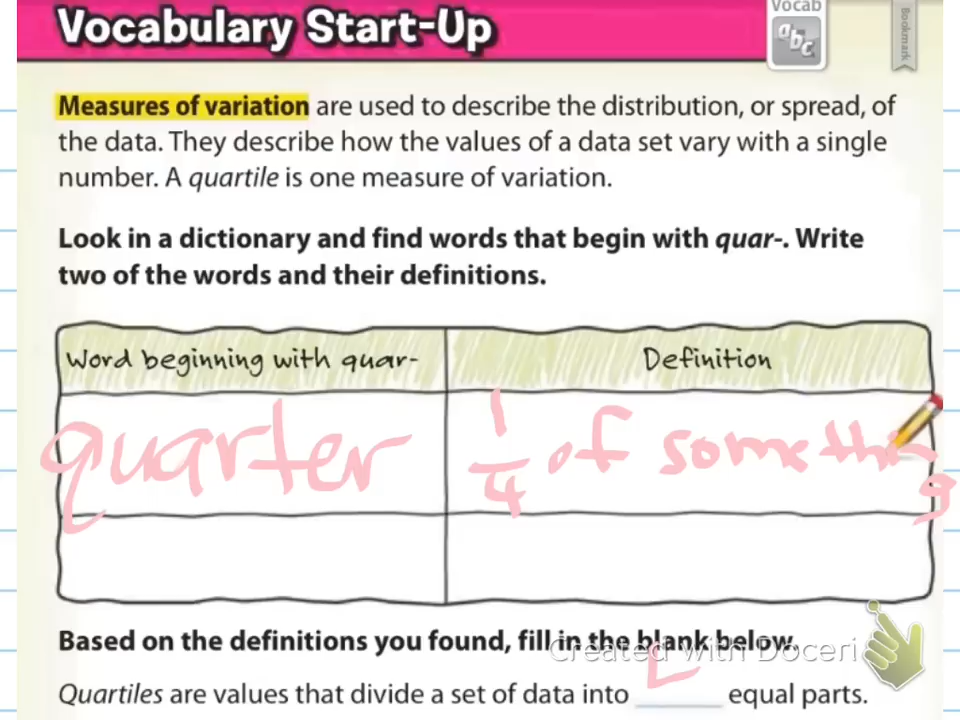 Vocabulary Start-Up
Vocab
abc
Bookmark
Measures of variation are used to describe the distribution, or spread, of
the data. They describe how the values of a data set vary with a single
number. A quartile is one measure of variation.
Look in a dictionary and find words that begin with quar-. Write
two of the words and their definitions.
Word beginning with quar- Definition
quarter 1/4 of something
Based on the definitions you found, fill in the blank below.
Created with Doceri
Quartiles are values that divide a set of data into ______ equal parts.